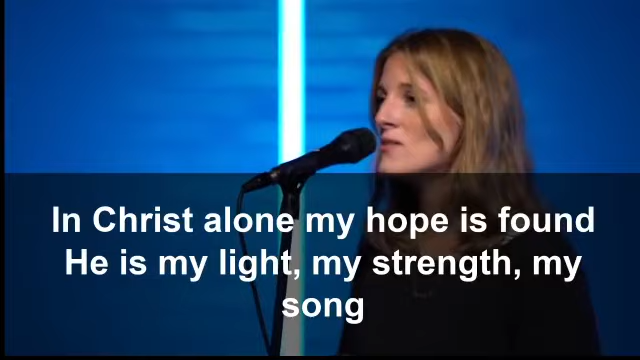 In Christ alone my hope is found
He is my light, my strength, my
song